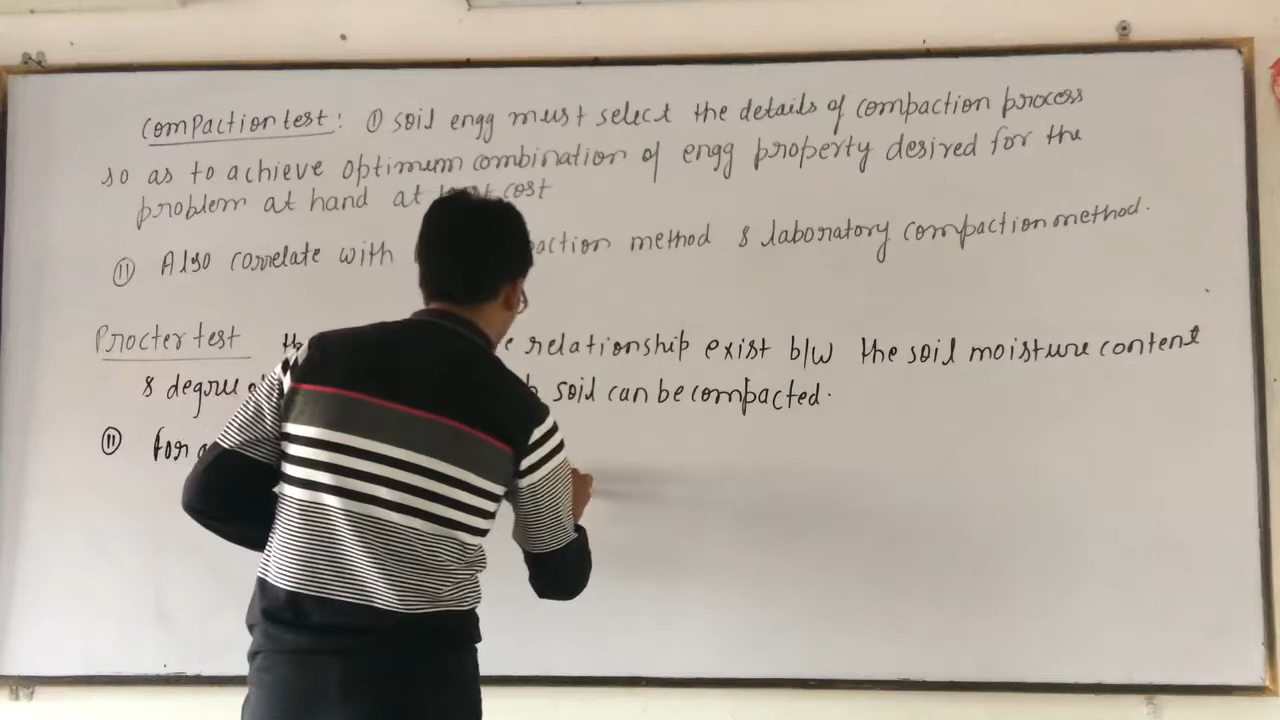 Compaction test : ① soil engg must select the details of compaction process
so as to achieve optimum combination of engg property desired for the
problem at hand at cost
⑪ Also correlate with method & laboratory compaction method.
Procter test relationship exist b/w the soil moisture content
& degree soil can be compacted.
⑪ for